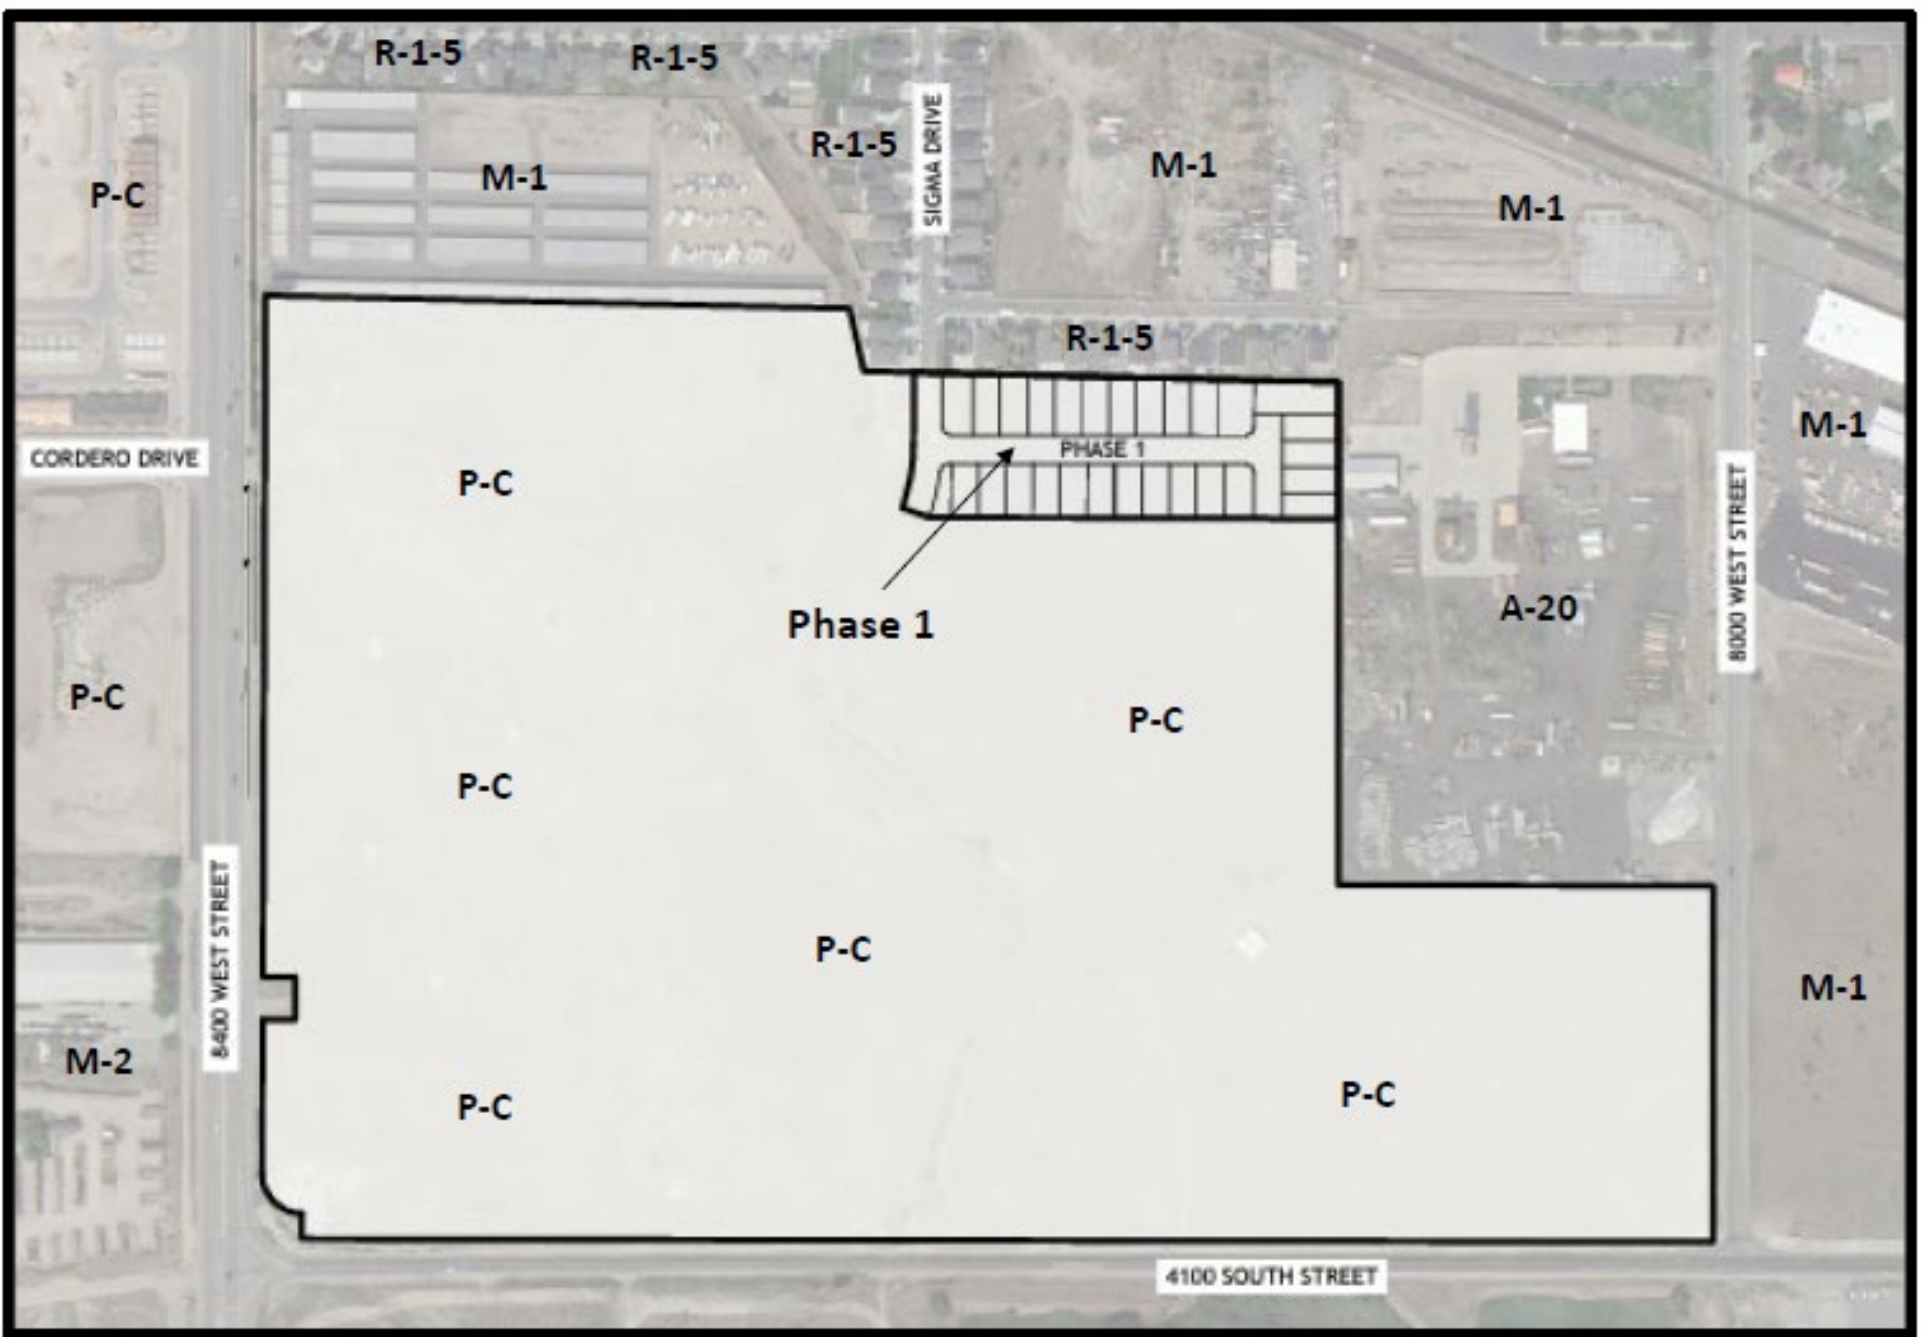 R-1-5
R-1-5
R-1-5
SIGMA DRIVE
M-1
M-1
P-C
M-1
R-1-5
M-1
PHASE 1
CORDERO DRIVE
P-C
8000 WEST STREET
A-20
Phase 1
P-C
P-C
P-C
P-C
8400 WEST STREET
M-1
M-2
P-C
P-C
4100 SOUTH STREET